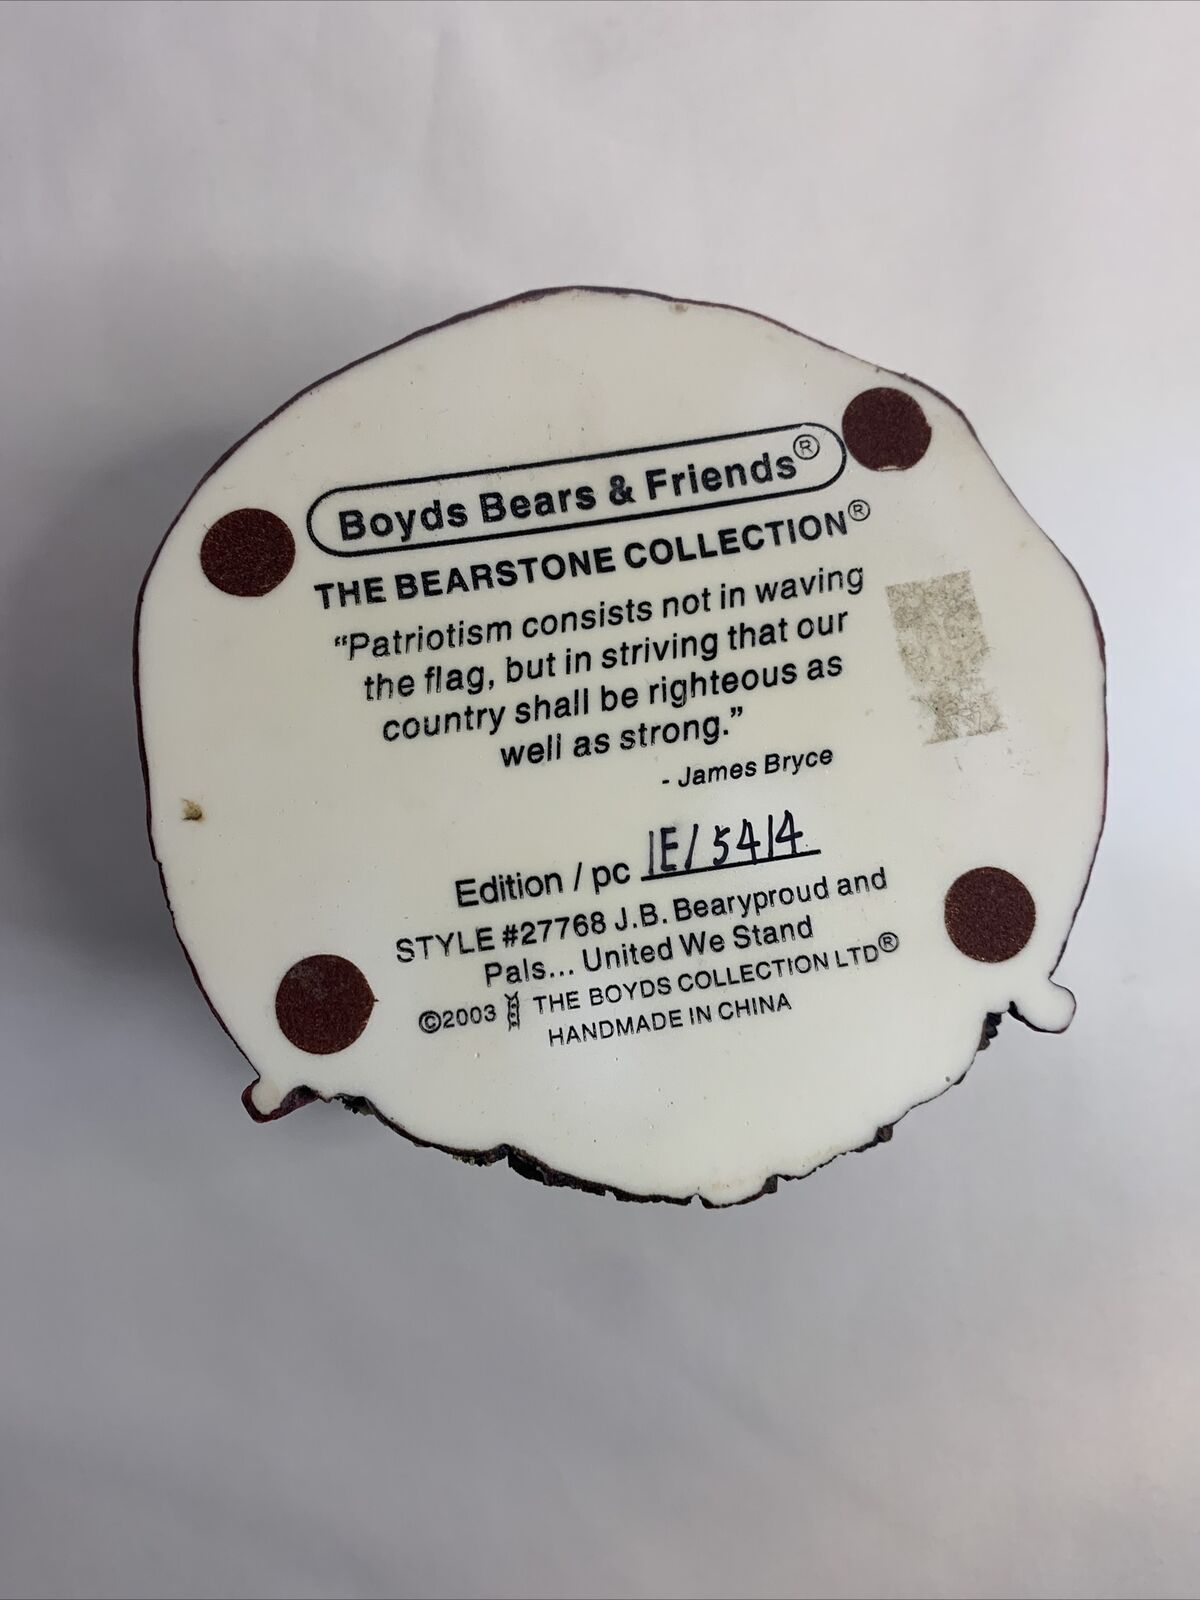 Boyds Bears & Friends®
THE BEARSTONE COLLECTION®
“Patriotism consists not in waving
the flag, but in striving that our
country shall be righteous as
well as strong.”
- James Bryce
Edition / pc 1E/5414
STYLE #27768 J.B. Bearyproud and
Pals... United We Stand
©2003 THE BOYDS COLLECTION LTD®
HANDMADE IN CHINA